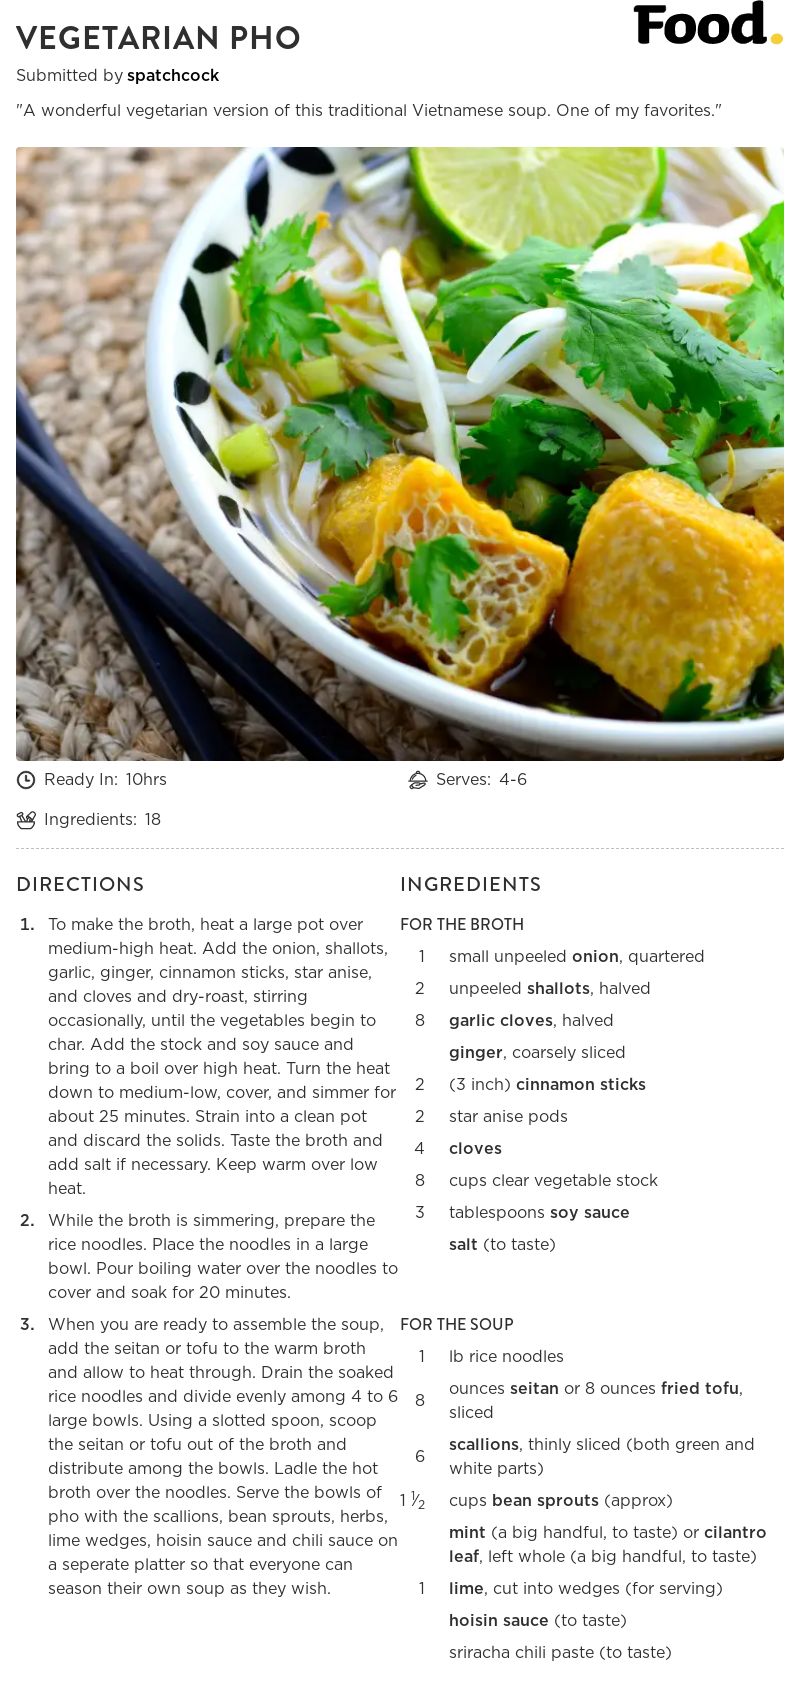 VEGETARIAN PHO
Food.
Submitted by spatchcock
"A wonderful vegetarian version of this traditional Vietnamese soup. One of my favorites."
Ready In: 10hrs
Serves: 4-6
Ingredients: 18
DIRECTIONS
1. To make the broth, heat a large pot over
medium-high heat. Add the onion, shallots,
garlic, ginger, cinnamon sticks, star anise,
and cloves and dry-roast, stirring
occasionally, until the vegetables begin to
char. Add the stock and soy sauce and
bring to a boil over high heat. Turn the heat
down to medium-low, cover, and simmer for
about 25 minutes. Strain into a clean pot
and discard the solids. Taste the broth and
add salt if necessary. Keep warm over low
heat.
2. While the broth is simmering, prepare the
rice noodles. Place the noodles in a large
bowl. Pour boiling water over the noodles to
cover and soak for 20 minutes.
3. When you are ready to assemble the soup,
add the seitan or tofu to the warm broth
and allow to heat through. Drain the soaked
rice noodles and divide evenly among 4 to 6
large bowls. Using a slotted spoon, scoop
the seitan or tofu out of the broth and
distribute among the bowls. Ladle the hot
broth over the noodles. Serve the bowls of
pho with the scallions, bean sprouts, herbs,
lime wedges, hoisin sauce and chili sauce on
a seperate platter so that everyone can
season their own soup as they wish.
INGREDIENTS
FOR THE BROTH
1 small unpeeled onion, quartered
2 unpeeled shallots, halved
8 garlic cloves, halved
ginger, coarsely sliced
2 (3 inch) cinnamon sticks
2 star anise pods
4 cloves
8 cups clear vegetable stock
3 tablespoons soy sauce
salt (to taste)
FOR THE SOUP
1 lb rice noodles
8 ounces seitan or 8 ounces fried tofu,
sliced
6 scallions, thinly sliced (both green and
white parts)
1 1⁄2 cups bean sprouts (approx)
mint (a big handful, to taste) or cilantro
leaf, left whole (a big handful, to taste)
1 lime, cut into wedges (for serving)
hoisin sauce (to taste)
sriracha chili paste (to taste)